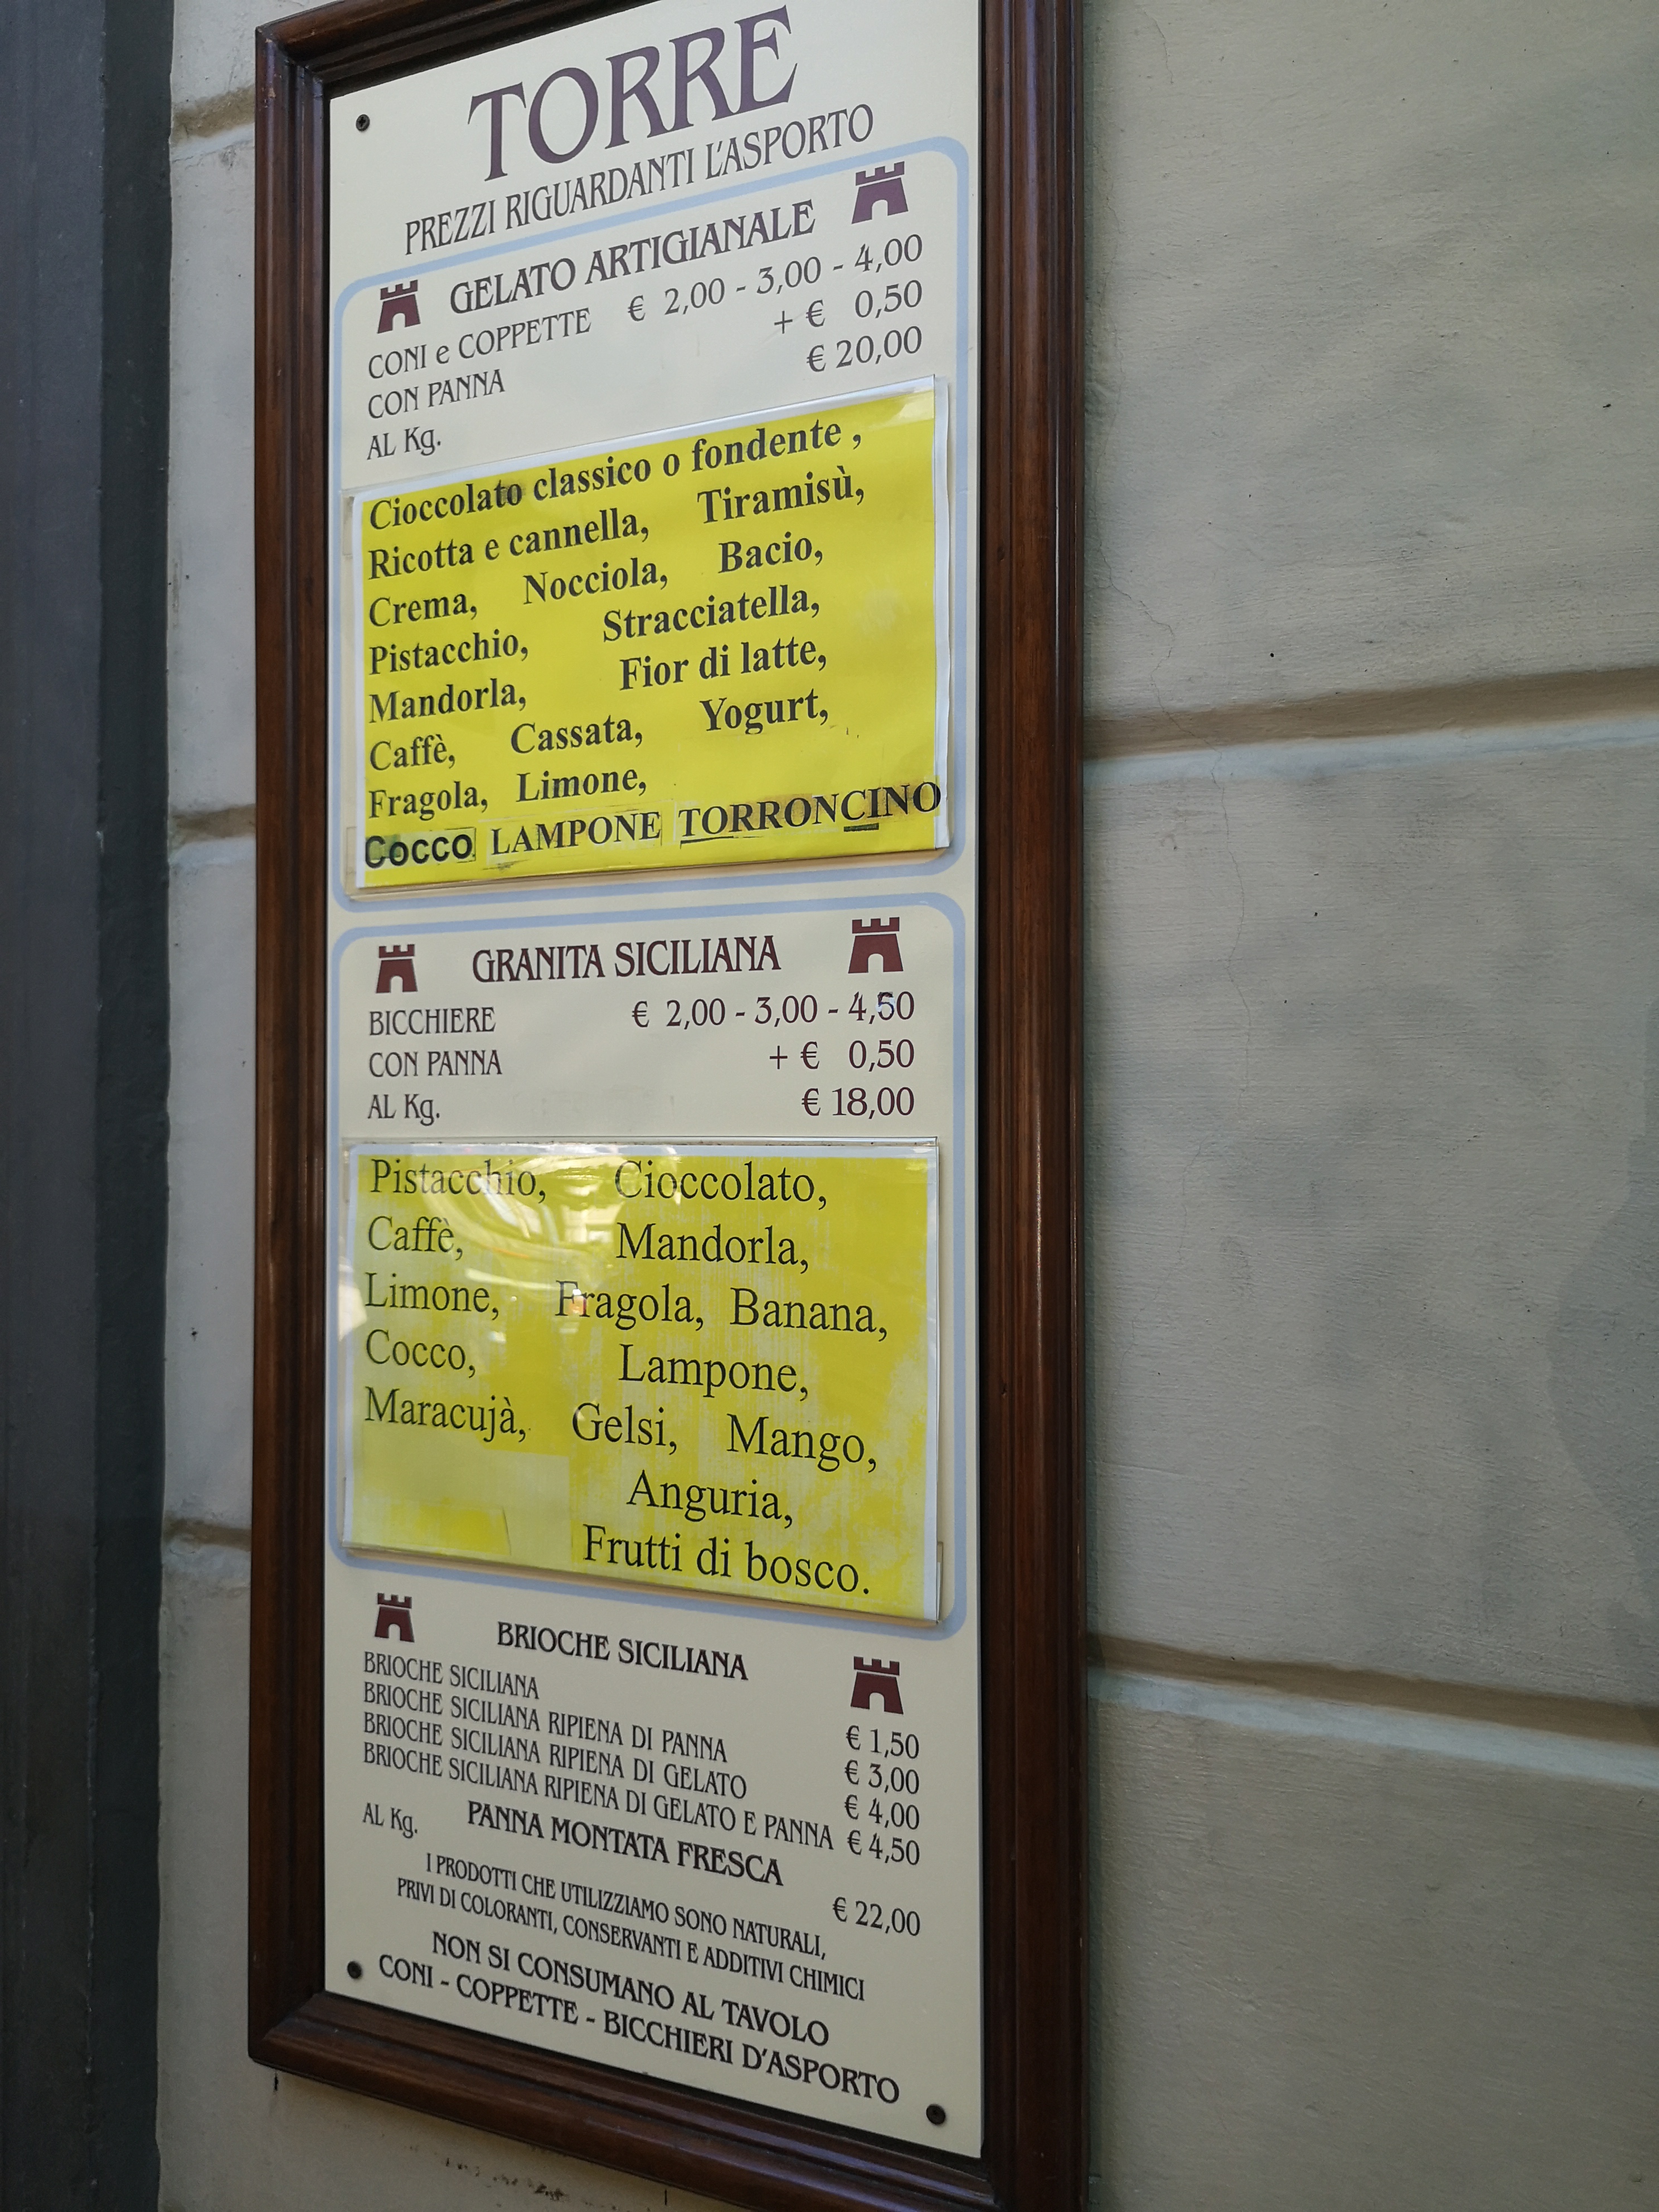 TORRE
PREZZI RIGUARDANTI L'ASPORTO
GELATO ARTIGIANALE
CONI e COPPETTE € 2,00 - 3,00 - 4,00
CON PANNA + € 0,50
AL Kg. € 20,00
Cioccolato classico o fondente ,
Ricotta e cannella, Tiramisù,
Crema, Nocciola, Bacio,
Pistacchio, Stracciatella,
Mandorla, Fior di latte,
Caffè, Cassata, Yogurt,
Fragola, Limone,
Cocco LAMPONE TORRONCINO
GRANITA SICILIANA
BICCHIERE € 2,00 - 3,00 - 4,50
CON PANNA + € 0,50
AL Kg. € 18,00
Pistacchio, Cioccolato,
Caffè, Mandorla,
Limone, Fragola, Banana,
Cocco, Lampone,
Maracujà, Gelsi, Mango,
Anguria,
Frutti di bosco.
BRIOCHE SICILIANA
BRIOCHE SICILIANA € 1,50
BRIOCHE SICILIANA RIPIENA DI PANNA € 3,00
BRIOCHE SICILIANA RIPIENA DI GELATO € 4,00
BRIOCHE SICILIANA RIPIENA DI GELATO E PANNA € 4,50
PANNA MONTATA FRESCA
AL Kg. € 22,00
I PRODOTTI CHE UTILIZZIAMO SONO NATURALI,
PRIVI DI COLORANTI, CONSERVANTI E ADDITIVI CHIMICI
NON SI CONSUMANO AL TAVOLO
CONI - COPPETTE - BICCHIERI D'ASPORTO